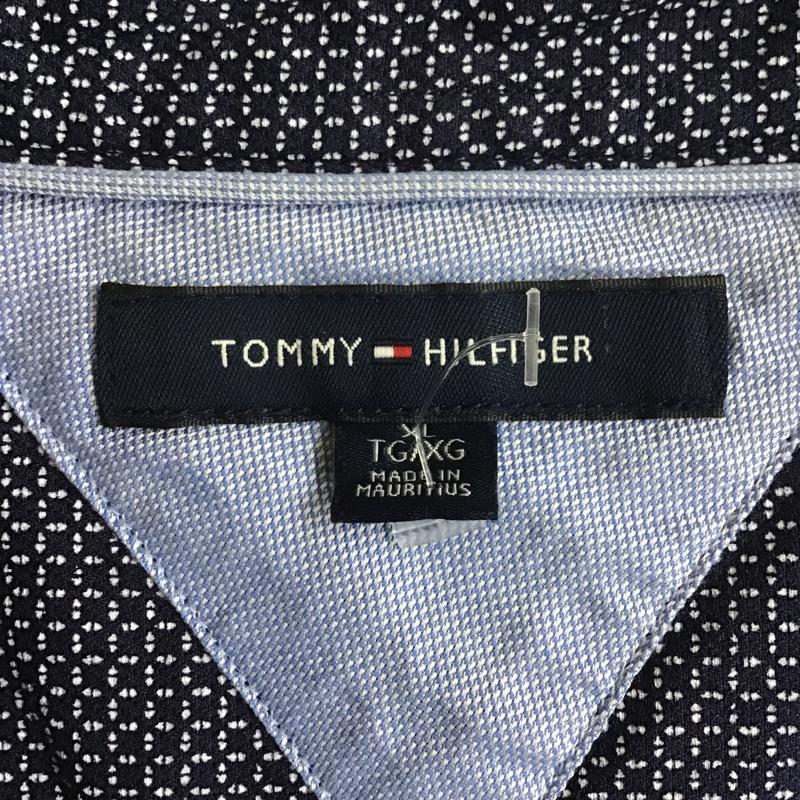 TOMMY HILFIGER
XL
TG/XG
MADE IN
MAURITIUS